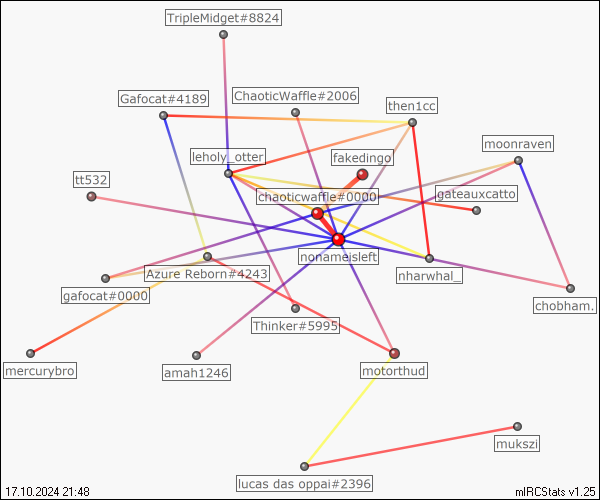 TripleMidget#8824
ChaoticWaffle#2006
Gafocat#4189
then1cc
moonraven
leholy_otter
fakedingo
tt532
chaoticwaffle#0000
gateauxcatto
nonameisleft
Azure Reborn#4243
nharwhal_
gafocat#0000
chobham.
Thinker#5995
mercurybro
amah1246
motorthud
mukszi
lucas das oppai#2396
17.10.2024 21:48
mIRCStats v1.25